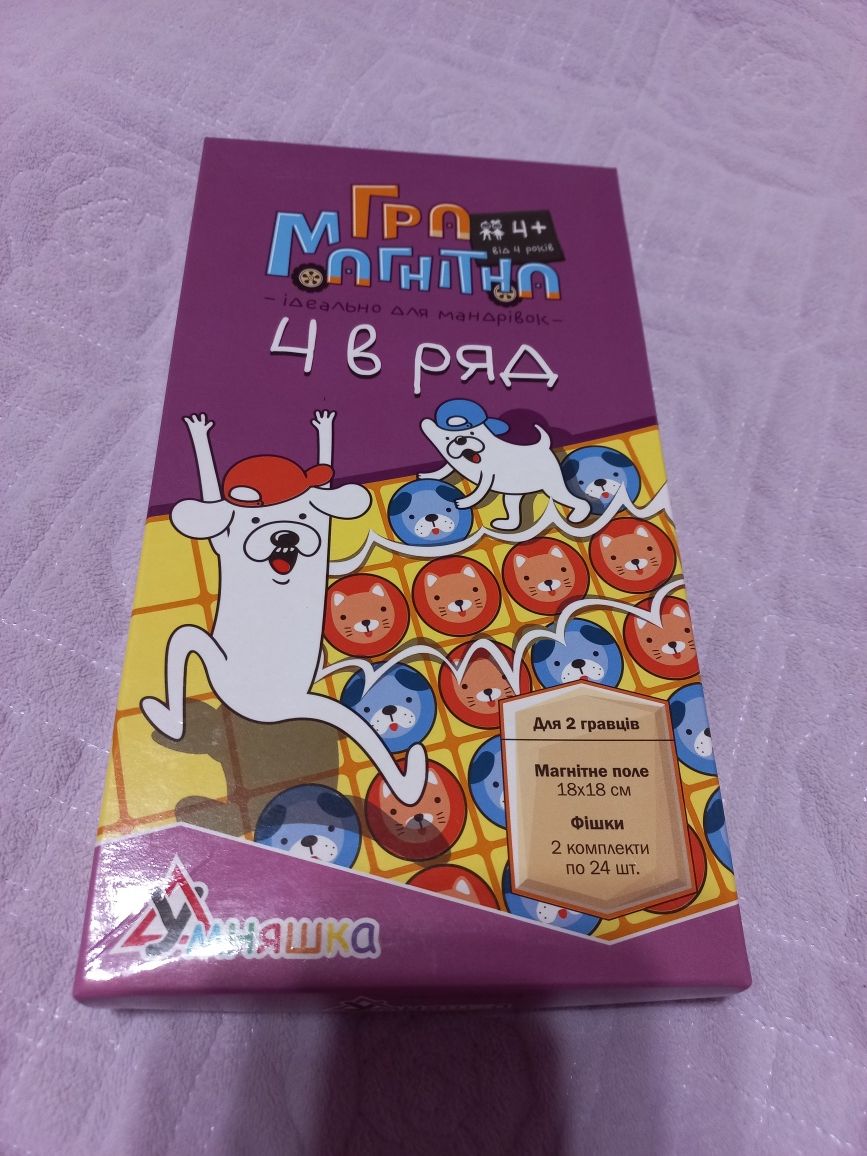 Гра
4+
від 4 років
Магнітна
-ідеально для мандрівок-
4 в ряд
Для 2 гравців
Магнітне поле
18х18 см
Фішки
2 комплекти
по 24 шт.
Умняшка